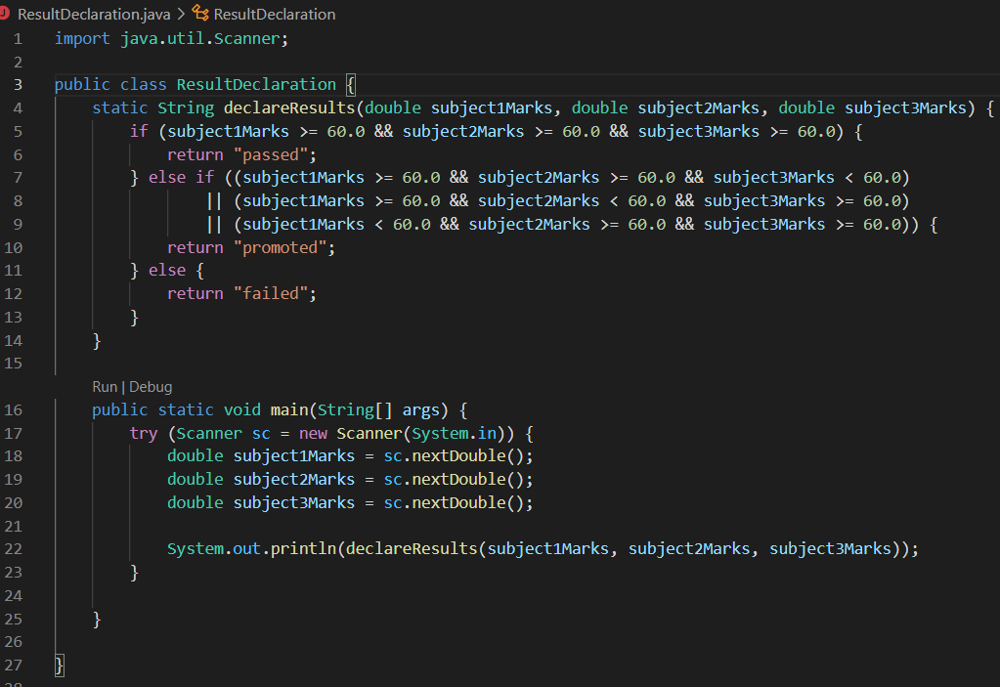 ResultDeclaration.java > ResultDeclaration
1 import java.util.Scanner;
2
3 public class ResultDeclaration {
4     static String declareResults(double subject1Marks, double subject2Marks, double subject3Marks) {
5         if (subject1Marks >= 60.0 && subject2Marks >= 60.0 && subject3Marks >= 60.0) {
6             return "passed";
7         } else if ((subject1Marks >= 60.0 && subject2Marks >= 60.0 && subject3Marks < 60.0)
8                 || (subject1Marks >= 60.0 && subject2Marks < 60.0 && subject3Marks >= 60.0)
9                 || (subject1Marks < 60.0 && subject2Marks >= 60.0 && subject3Marks >= 60.0)) {
10             return "promoted";
11         } else {
12             return "failed";
13         }
14     }
15
Run | Debug
16     public static void main(String[] args) {
17         try (Scanner sc = new Scanner(System.in)) {
18             double subject1Marks = sc.nextDouble();
19             double subject2Marks = sc.nextDouble();
20             double subject3Marks = sc.nextDouble();
21
22             System.out.println(declareResults(subject1Marks, subject2Marks, subject3Marks));
23         }
24
25     }
26
27 }
28